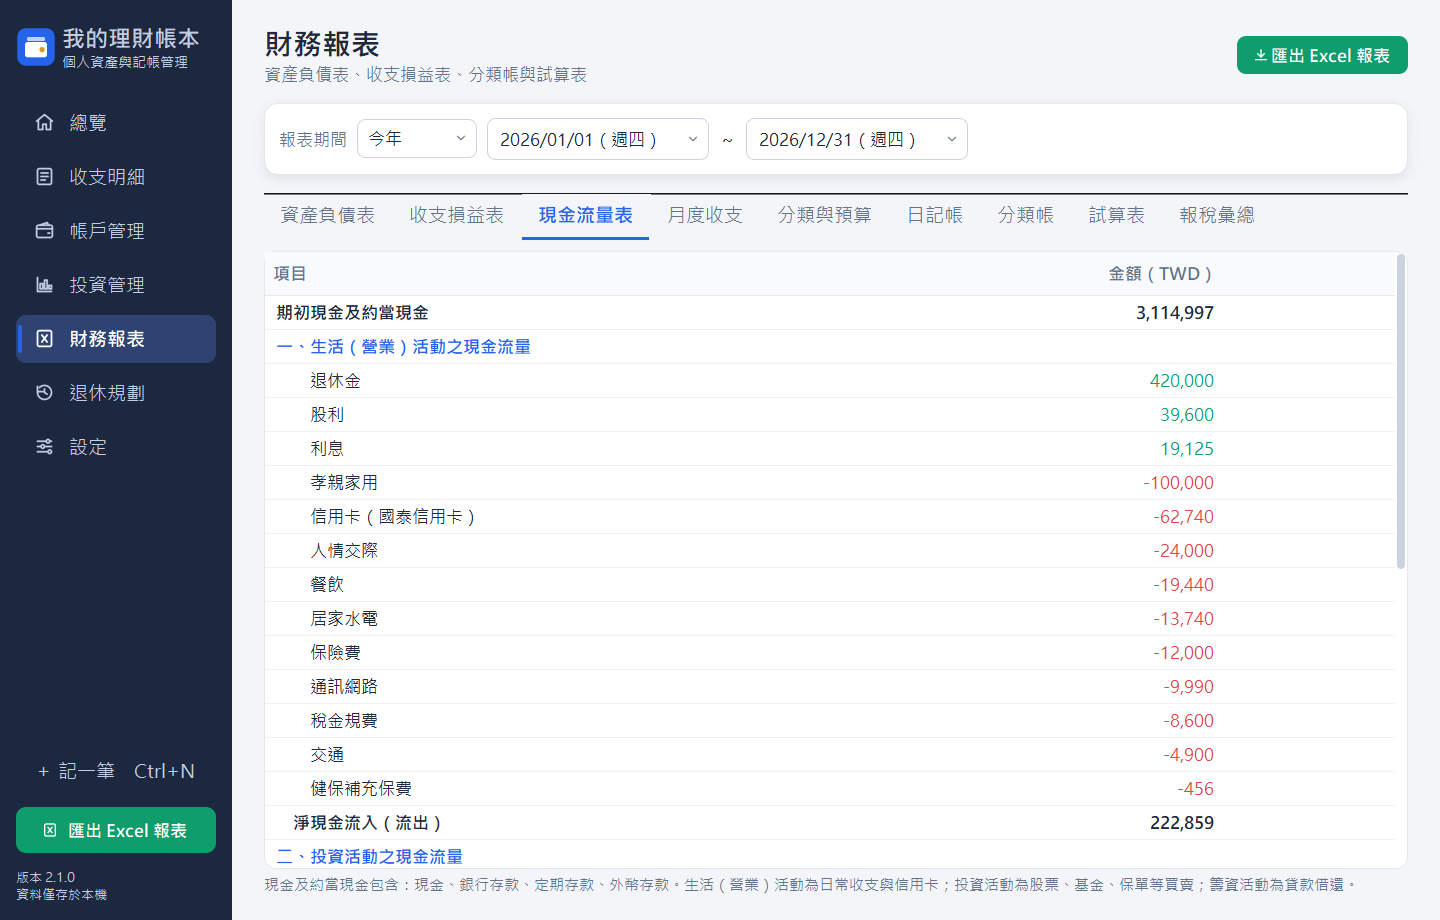 我的理財帳本
個人資產與記帳管理
總覽
收支明細
帳戶管理
投資管理
財務報表
退休規劃
設定
+ 記一筆 Ctrl+N
匯出 Excel 報表
版本 2.1.0
資料僅存於本機
財務報表
資產負債表、收支損益表、分類帳與試算表
匯出 Excel 報表
報表期間 今年 2026/01/01（週四） ~ 2026/12/31（週四）
資產負債表 收支損益表 現金流量表 月度收支 分類與預算 日記帳 分類帳 試算表 報稅彙總
項目 金額（TWD）
期初現金及約當現金 3,114,997
一、生活（營業）活動之現金流量
退休金 420,000
股利 39,600
利息 19,125
孝親家用 -100,000
信用卡（國泰信用卡） -62,740
人情交際 -24,000
餐飲 -19,440
居家水電 -13,740
保險費 -12,000
通訊網路 -9,990
稅金規費 -8,600
交通 -4,900
健保補充保費 -456
淨現金流入（流出） 222,859
二、投資活動之現金流量
現金及約當現金包含：現金、銀行存款、定期存款、外幣存款。生活（營業）活動為日常收支與信用卡；投資活動為股票、基金、保單等買賣；籌資活動為貸款借還。